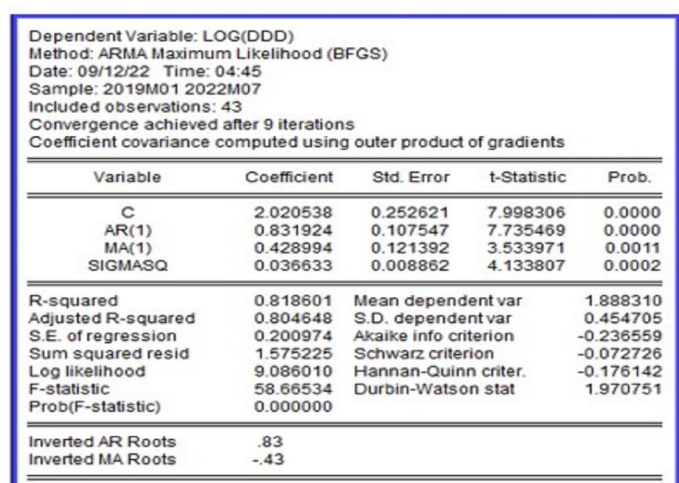 Dependent Variable: LOG(DDD)
Method: ARMA Maximum Likelihood (BFGS)
Date: 09/12/22 Time: 04:45
Sample: 2019M01 2022M07
Included observations: 43
Convergence achieved after 9 iterations
Coefficient covariance computed using outer product of gradients
Variable Coefficient Std. Error t-Statistic Prob.
C 2.020538 0.252621 7.998306 0.0000
AR(1) 0.831924 0.107547 7.735469 0.0000
MA(1) 0.428994 0.121392 3.533971 0.0011
SIGMASQ 0.036633 0.008862 4.133807 0.0002
R-squared 0.818601 Mean dependent var 1.888310
Adjusted R-squared 0.804648 S.D. dependent var 0.454705
S.E. of regression 0.200974 Akaike info criterion -0.236559
Sum squared resid 1.575225 Schwarz criterion -0.072726
Log likelihood 9.086010 Hannan-Quinn criter. -0.176142
F-statistic 58.66534 Durbin-Watson stat 1.970751
Prob(F-statistic) 0.000000
Inverted AR Roots .83
Inverted MA Roots -.43